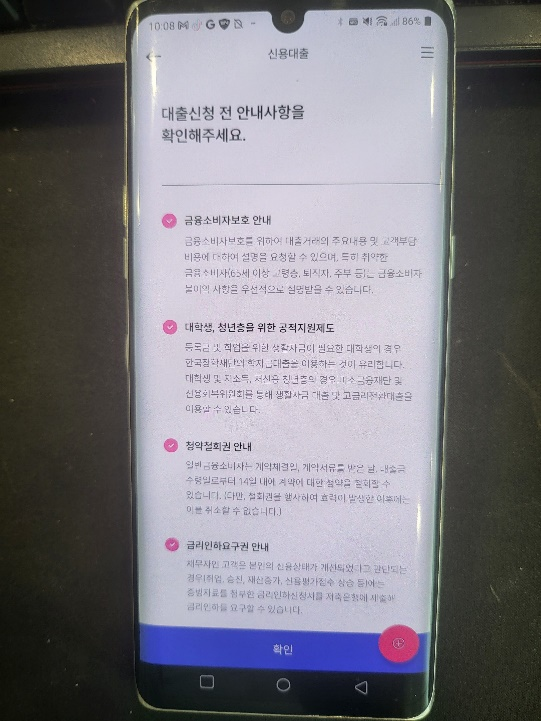 10:08
86%
신용대출
대출신청 전 안내사항을
확인해주세요.
금융소비자보호 안내
금융소비자보호를 위하여 대출거래의 주요내용 및 고객부담
비용에 대하여 설명을 요청할 수 있으며, 특히 취약한
금융소비자(65세 이상 고령층, 퇴직자, 주부 등)는 금융소비자
불이익 사항을 우선적으로 설명받을 수 있습니다.
대학생, 청년층을 위한 공적지원제도
등록금 및 학업을 위한 생활자금이 필요한 대학생의 경우
한국장학재단의 학자금대출을 이용하는 것이 유리합니다.
대학생 및 저소득, 저신용 청년층의 경우 미소금융재단 및
신용회복위원회를 통해 생활자금 대출 및 고금리전환대출을
이용할 수 있습니다.
청약철회권 안내
일반금융소비자는 계약체결일, 계약서류를 받은 날, 대출금
수령일로부터 14일 내에 계약에 대한 청약을 철회할 수
있습니다. (다만, 철회권을 행사하여 효력이 발생한 이후에는
이를 취소할 수 없습니다.)
금리인하요구권 안내
채무자인 고객은 본인의 신용상태가 개선되었다고 판단되는
경우(취업, 승진, 재산증가, 신용평가점수 상승 등)에는
증빙자료를 첨부한 금리인하신청서를 저축은행에 제출해
금리인하를 요구할 수 있습니다.
확인